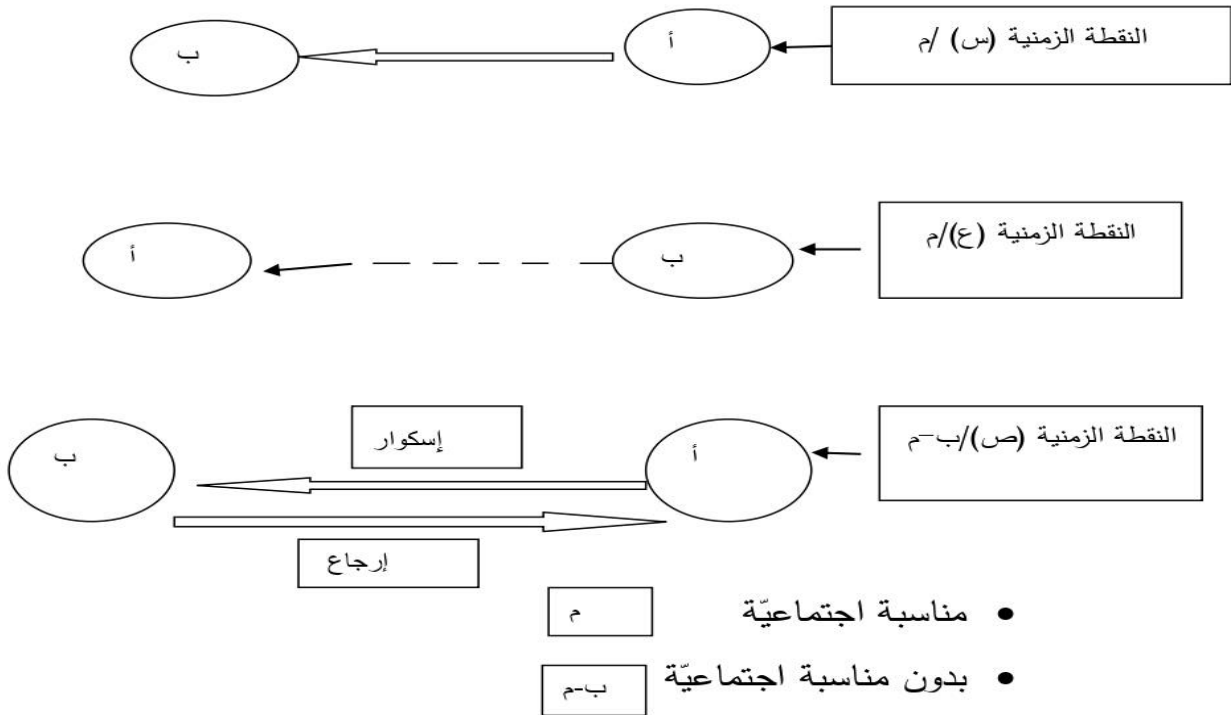 النقطة الزمنية (س) /م
أ
ب
النقطة الزمنية (ع)/م
ب
أ
النقطة الزمنية (ص)/ب-م
أ
إسكوار
ب
إرجاع
• مناسبة اجتماعيّة م
• بدون مناسبة اجتماعيّة ب-م